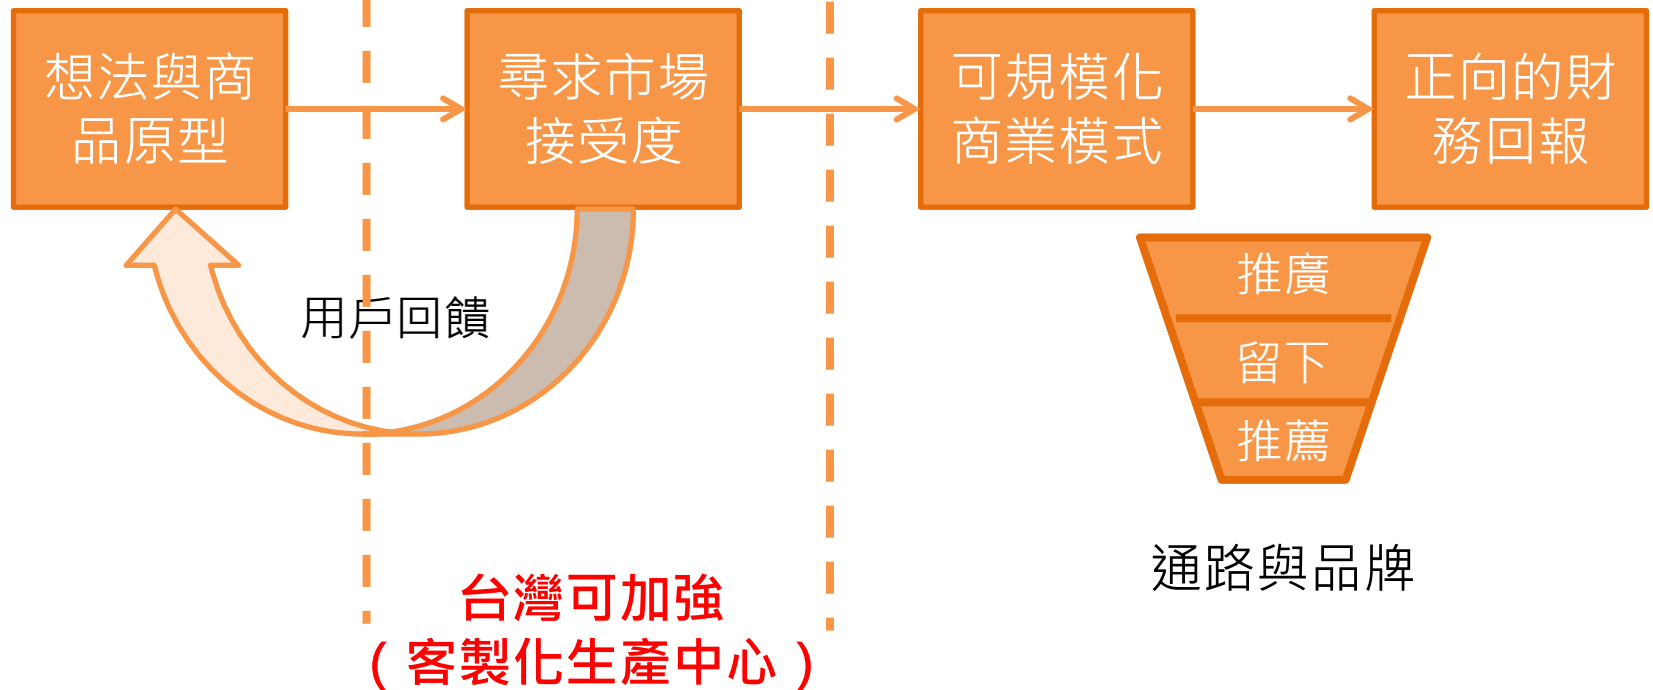 想法與商
品原型
尋求市場
接受度
可規模化
商業模式
正向的財
務回報
用戶回饋
推廣
留下
推薦
通路與品牌
台灣可加強
（客製化生產中心）